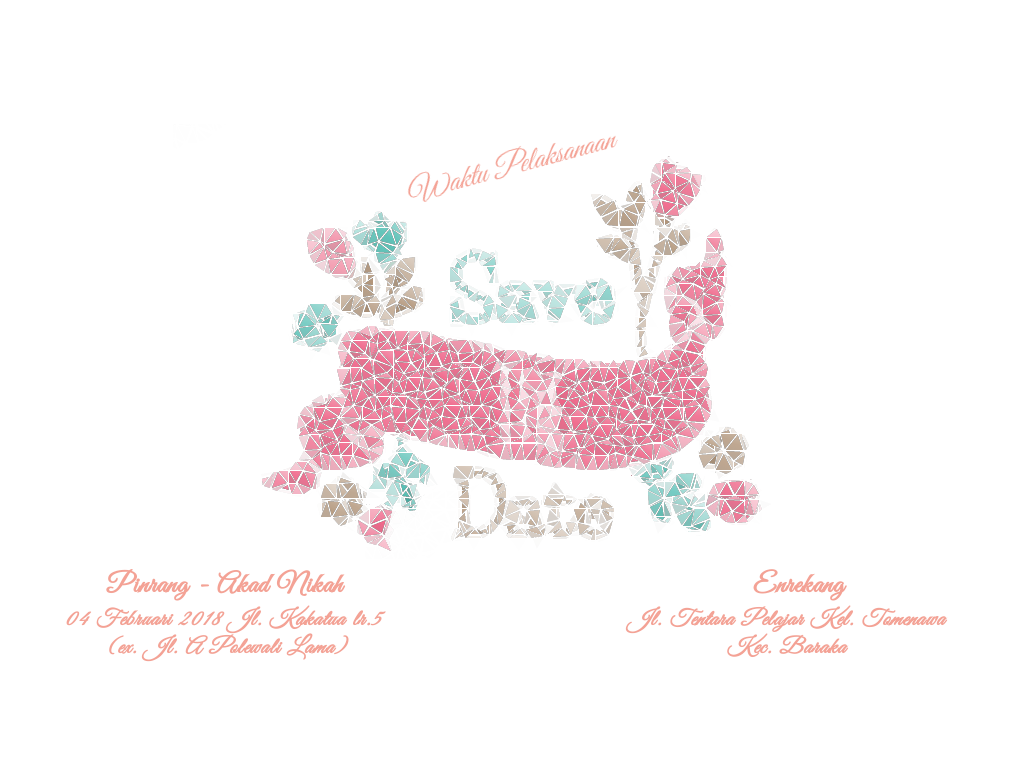 Waktu Pelaksanaan
Save
Date
Pinrang - Akad Nikah
04 Februari 2018 Jl. Kakatua lr.5
(ex. Jl. A Polewali Lama)
Enrekang
Jl. Tentara Pelajar Kel. Tomenawa
Kec. Baraka